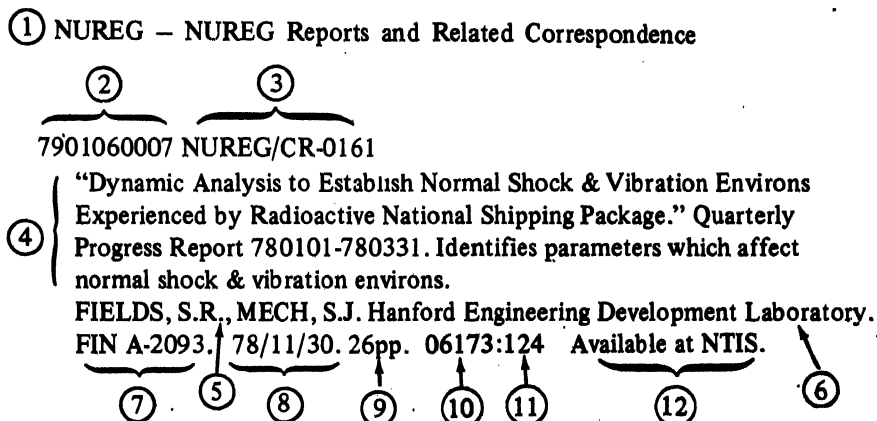 ① NUREG – NUREG Reports and Related Correspondence
② ③
7901060007 NUREG/CR-0161
④
“Dynamic Analysis to Establish Normal Shock & Vibration Environs
Experienced by Radioactive National Shipping Package.” Quarterly
Progress Report 780101-780331. Identifies parameters which affect
normal shock & vibration environs.
FIELDS, S.R., MECH, S.J. Hanford Engineering Development Laboratory.
FIN A-2093. 78/11/30. 26pp. 06173:124 Available at NTIS.
⑦ ⑤ ⑧ ⑨ ⑩ ⑪ ⑫ ⑥